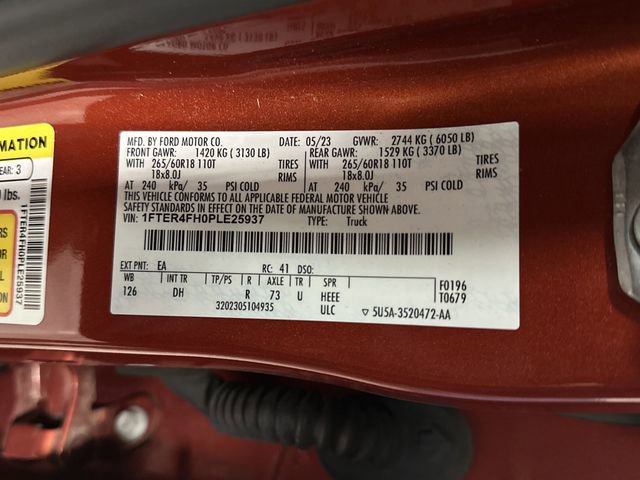 MFD. BY FORD MOTOR CO. DATE: 05/23 GVWR: 2744 KG (6050 LB)
FRONT GAWR: 1420 KG (3130 LB) REAR GAWR: 1529 KG (3370 LB)
WITH 265/60R18 110T TIRES WITH 265/60R18 110T TIRES
18x8.0J RIMS 18x8.0J RIMS
AT 240 kPa/ 35 PSI COLD AT 240 kPa/ 35 PSI COLD
THIS VEHICLE CONFORMS TO ALL APPLICABLE FEDERAL MOTOR VEHICLE
SAFETY STANDARDS IN EFFECT ON THE DATE OF MANUFACTURE SHOWN ABOVE.
VIN: 1FTER4FH0PLE25937 TYPE: Truck
EXT PNT: EA RC: 41 DSO:
WB INT TR TP/PS R AXLE TR SPR F0196
126 DH R 73 U HEEE T0679
ULC
3202305104935 5U5A-3520472-AA
MATION
EAR: 3
lbs.
1FTER4FH0PLE25937